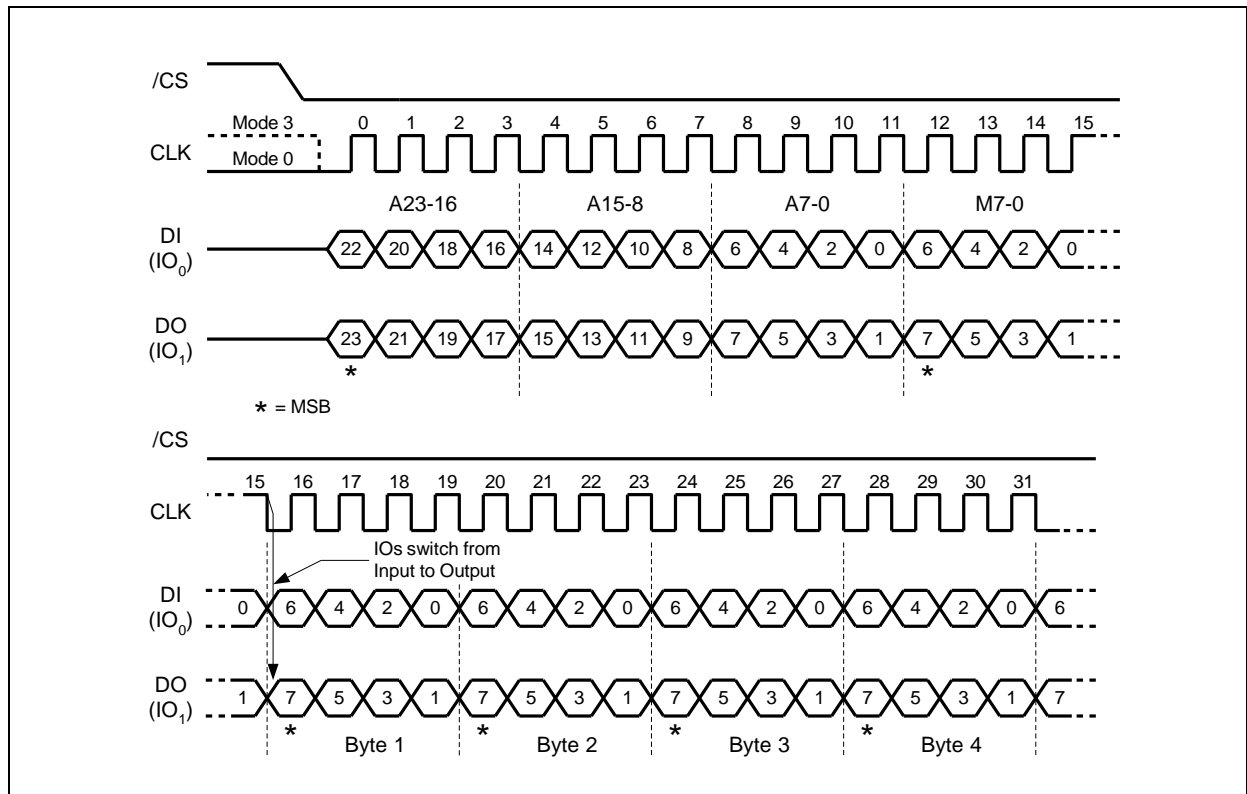 /CS
Mode 3 0 1 2 3 4 5 6 7 8 9 10 11 12 13 14 15
CLK
Mode 0
A23-16 A15-8 A7-0 M7-0
DI
(IO0) 22 20 18 16 14 12 10 8 6 4 2 0 6 4 2 0
DO
(IO1) 23 21 19 17 15 13 11 9 7 5 3 1 7 5 3 1
* *
* = MSB
/CS
15 16 17 18 19 20 21 22 23 24 25 26 27 28 29 30 31
CLK
IOs switch from
Input to Output
DI
(IO0) 0 6 4 2 0 6 4 2 0 6 4 2 0 6 4 2 0 6
DO
(IO1) 1 7 5 3 1 7 5 3 1 7 5 3 1 7 5 3 1 7
* * * *
Byte 1 Byte 2 Byte 3 Byte 4